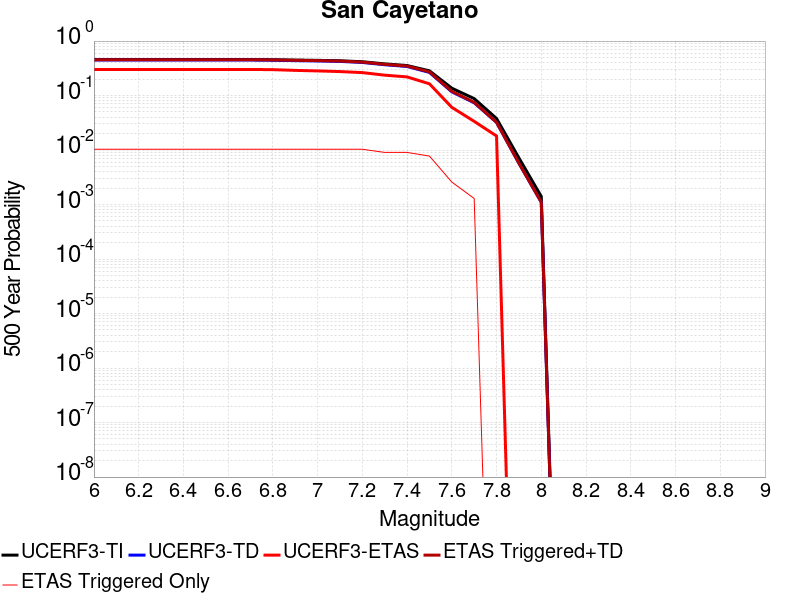 San Cayetano
10^0
10^-1
10^-2
10^-3
10^-4
10^-5
10^-6
10^-7
10^-8
500 Year Probability
6 6.2 6.4 6.6 6.8 7 7.2 7.4 7.6 7.8 8 8.2 8.4 8.6 8.8 9
Magnitude
UCERF3-TI UCERF3-TD UCERF3-ETAS ETAS Triggered+TD
ETAS Triggered Only